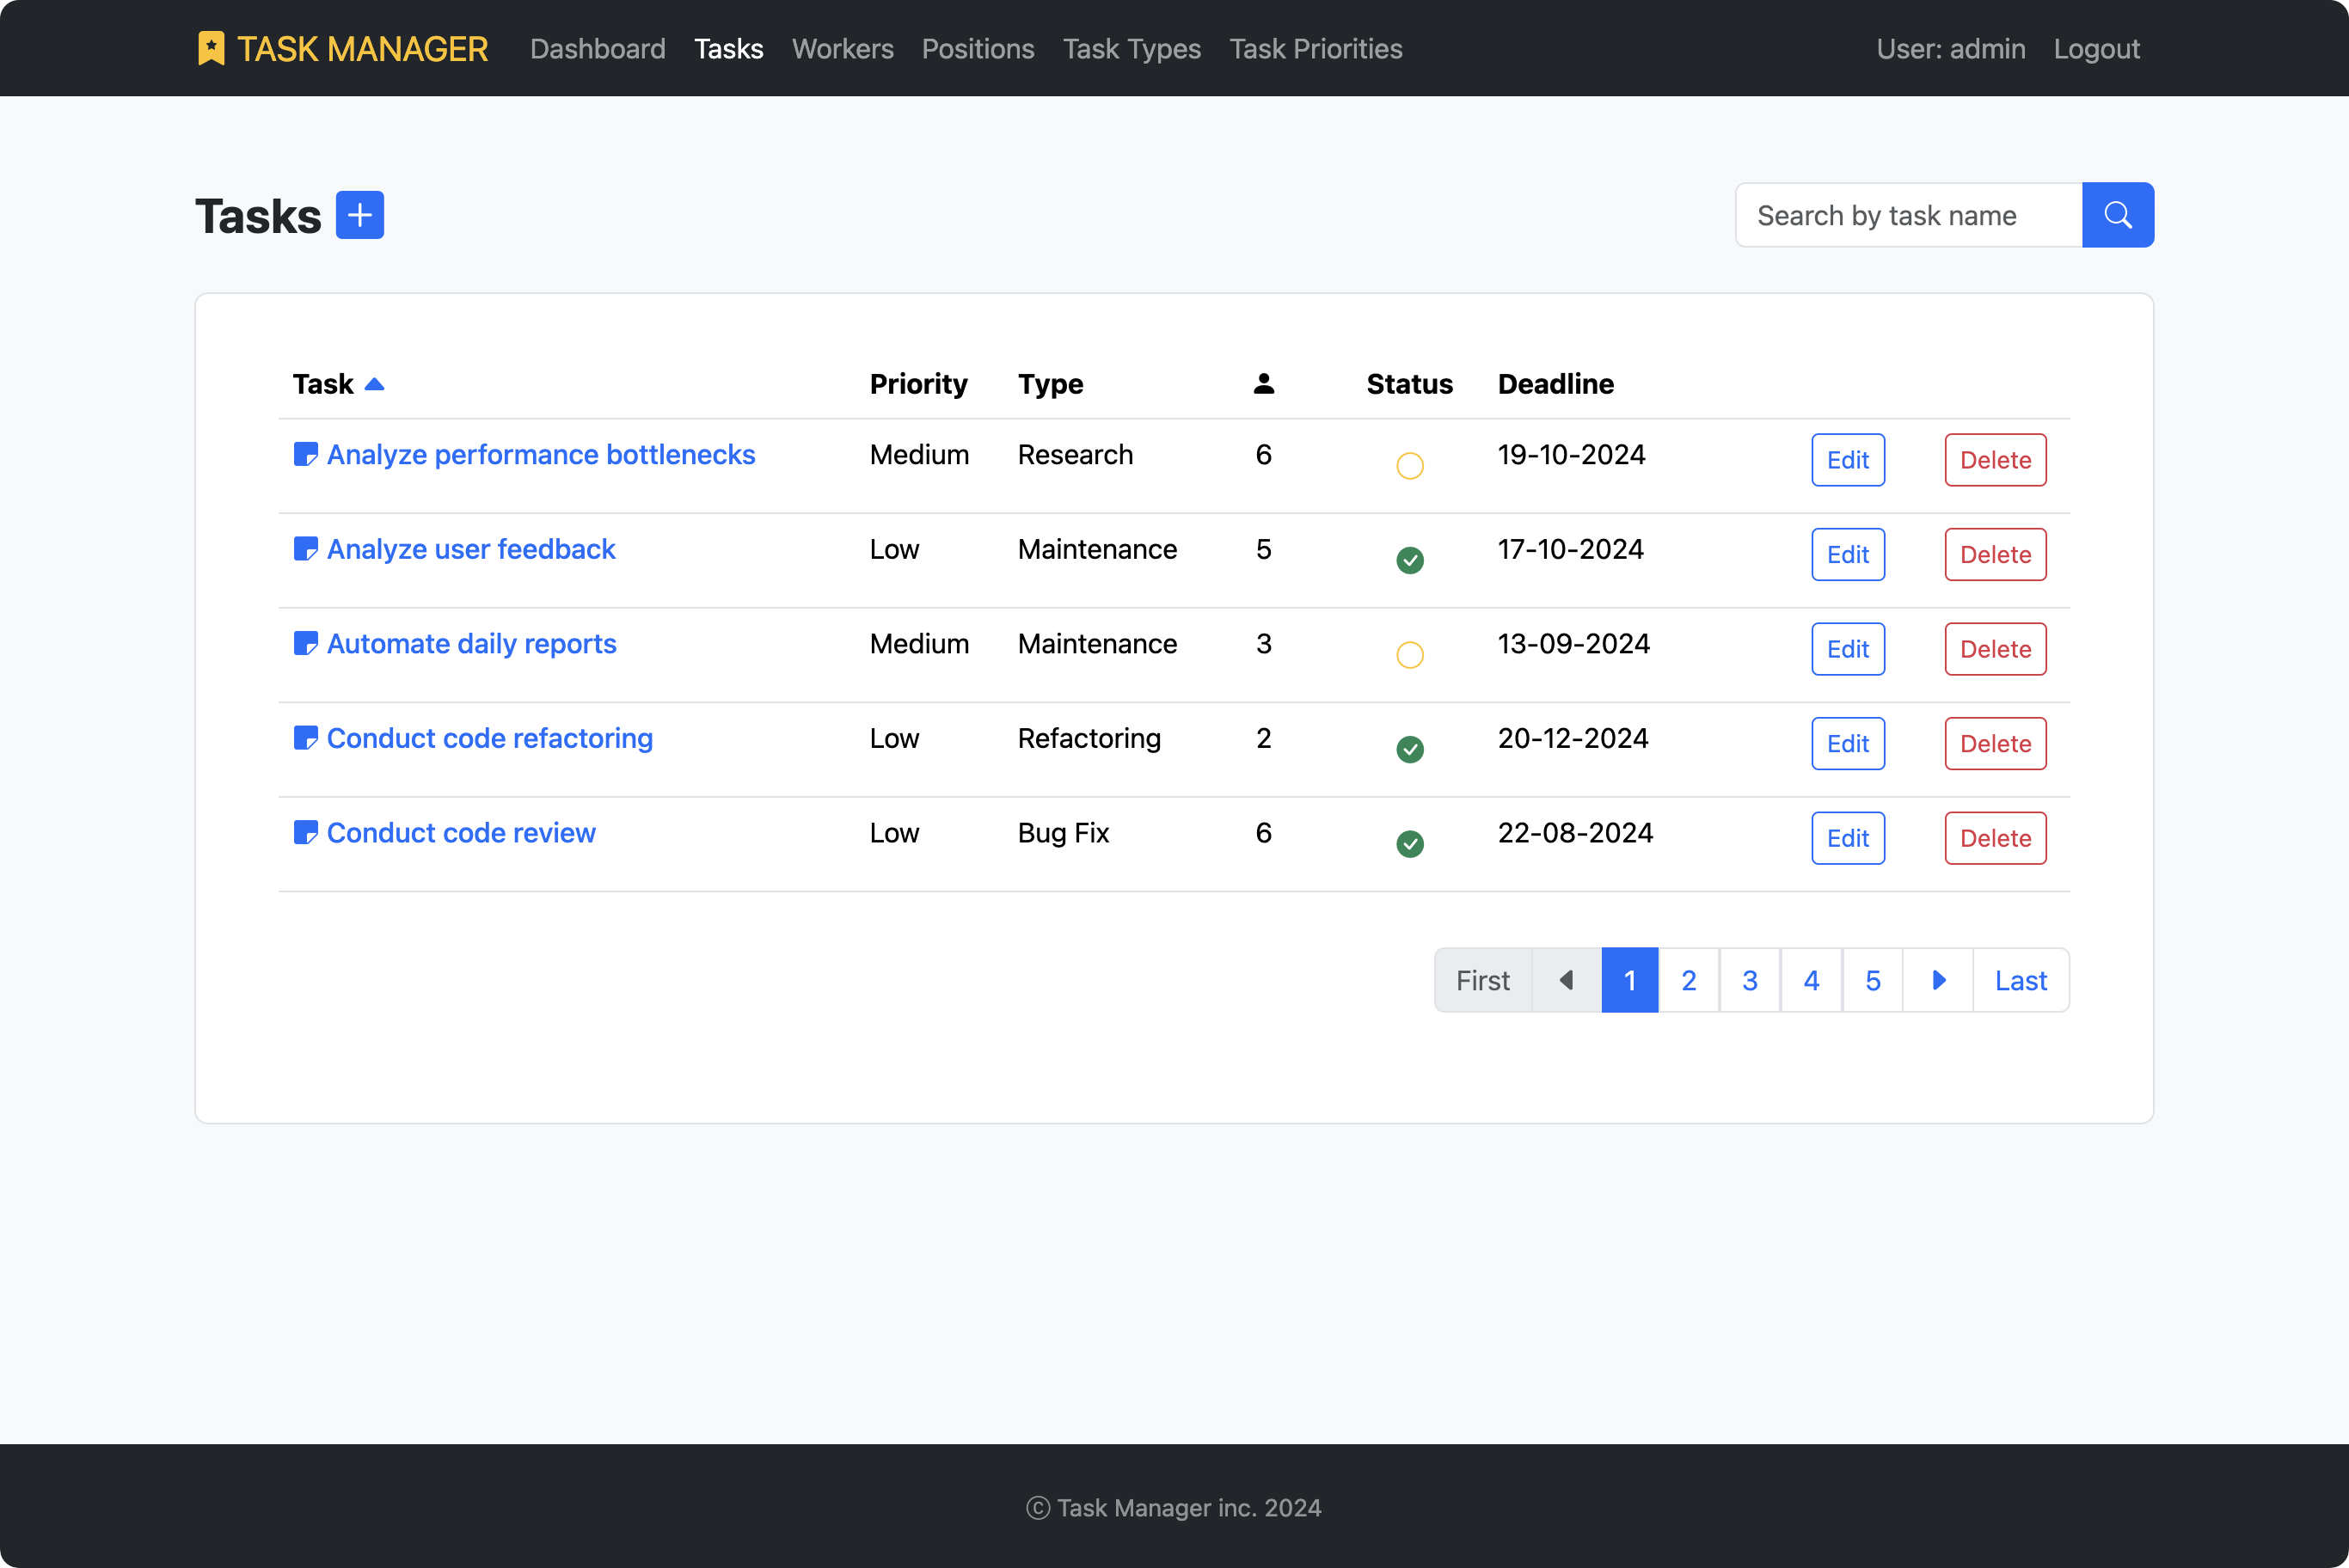 TASK MANAGER Dashboard Tasks Workers Positions Task Types Task Priorities User: admin Logout
Tasks Search by task name
Task Priority Type Status Deadline
Analyze performance bottlenecks Medium Research 6 19-10-2024 Edit Delete
Analyze user feedback Low Maintenance 5 17-10-2024 Edit Delete
Automate daily reports Medium Maintenance 3 13-09-2024 Edit Delete
Conduct code refactoring Low Refactoring 2 20-12-2024 Edit Delete
Conduct code review Low Bug Fix 6 22-08-2024 Edit Delete
First 1 2 3 4 5 Last
© Task Manager inc. 2024